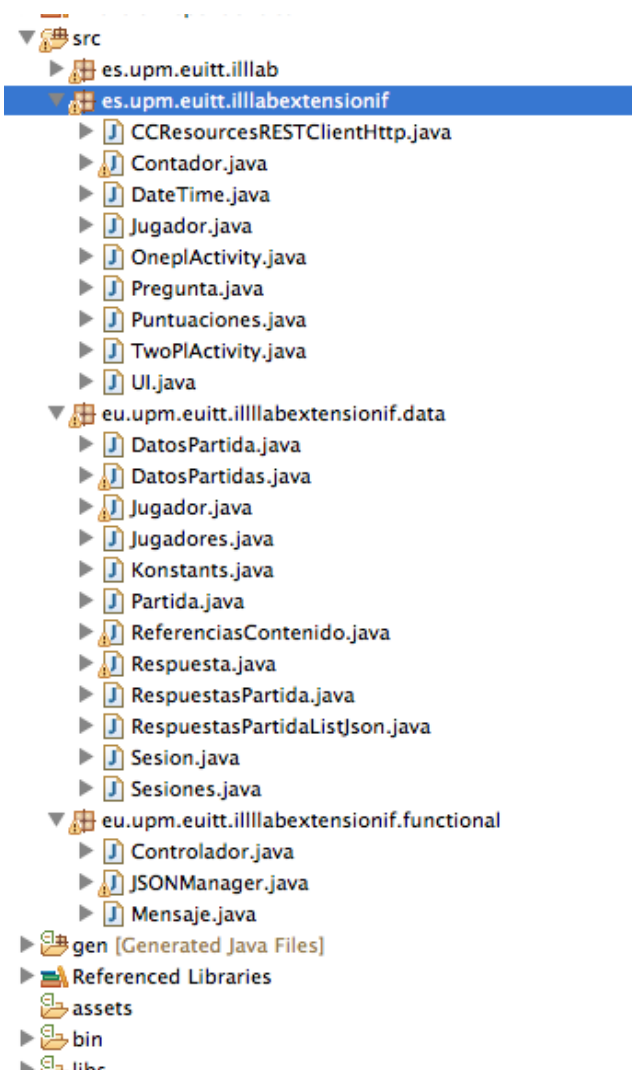 src
es.upm.euitt.illlab
es.upm.euitt.illlabextensionif
CCResourcesRESTClientHttp.java
Contador.java
DateTime.java
Jugador.java
OneplActivity.java
Pregunta.java
Puntuaciones.java
TwoPlActivity.java
UI.java
eu.upm.euitt.illllabextensionif.data
DatosPartida.java
DatosPartidas.java
Jugador.java
Jugadores.java
Konstants.java
Partida.java
ReferenciasContenido.java
Respuesta.java
RespuestasPartida.java
RespuestasPartidaListJson.java
Sesion.java
Sesiones.java
eu.upm.euitt.illllabextensionif.functional
Controlador.java
JSONManager.java
Mensaje.java
gen [Generated Java Files]
Referenced Libraries
assets
bin